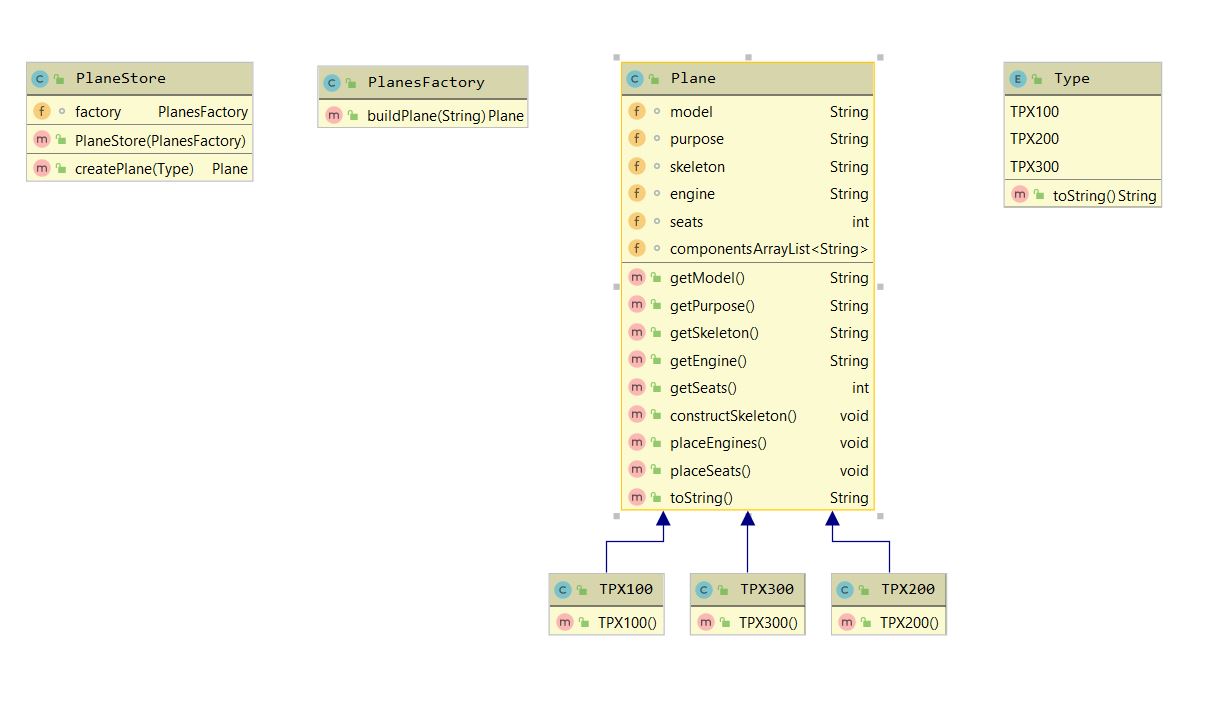 C PlaneStore
f factory PlanesFactory
m PlaneStore(PlanesFactory)
m createPlane(Type) Plane
C PlanesFactory
m buildPlane(String) Plane
C Plane
f model String
f purpose String
f skeleton String
f engine String
f seats int
f componentsArrayList<String>
m getModel() String
m getPurpose() String
m getSkeleton() String
m getEngine() String
m getSeats() int
m constructSkeleton() void
m placeEngines() void
m placeSeats() void
m toString() String
E Type
TPX100
TPX200
TPX300
m toString() String
C TPX100
m TPX100()
C TPX300
m TPX300()
C TPX200
m TPX200()